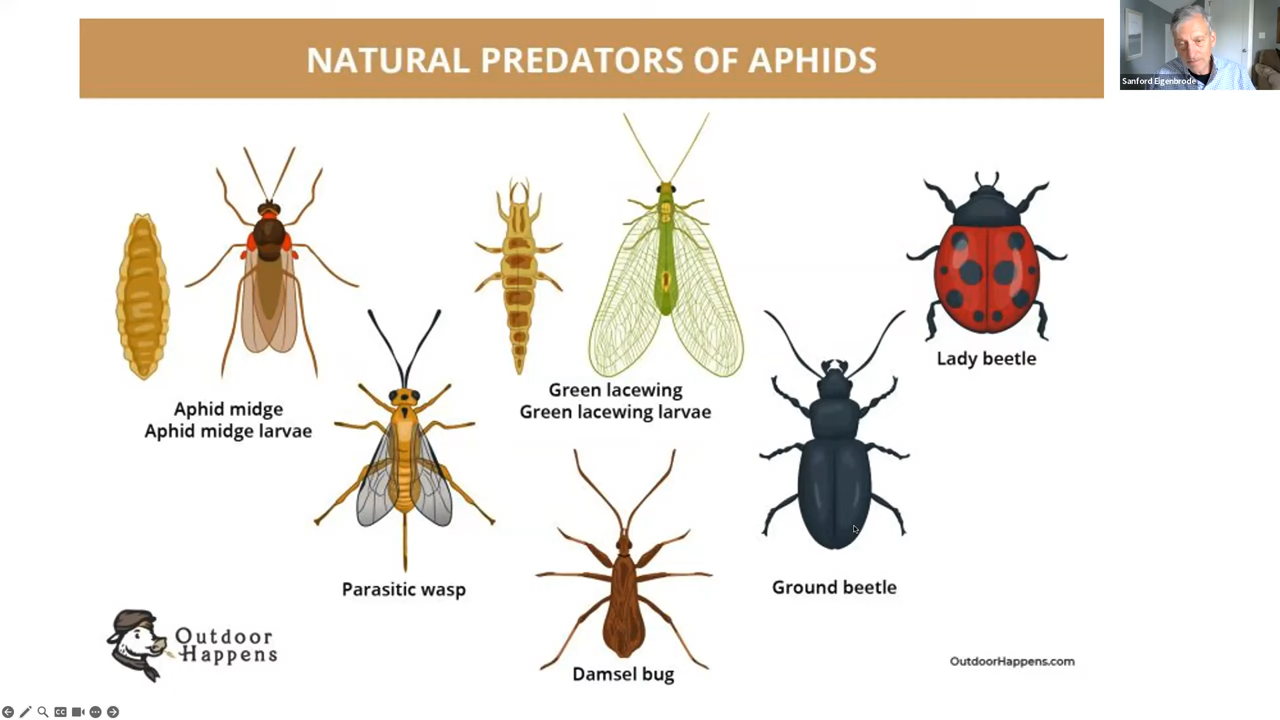 NATURAL PREDATORS OF APHIDS
Sanford Eigenbrode
Lady beetle
Green lacewing
Green lacewing larvae
Aphid midge
Aphid midge larvae
Parasitic wasp
Ground beetle
Damsel bug
Outdoor
Happens
OutdoorHappens.com
CC